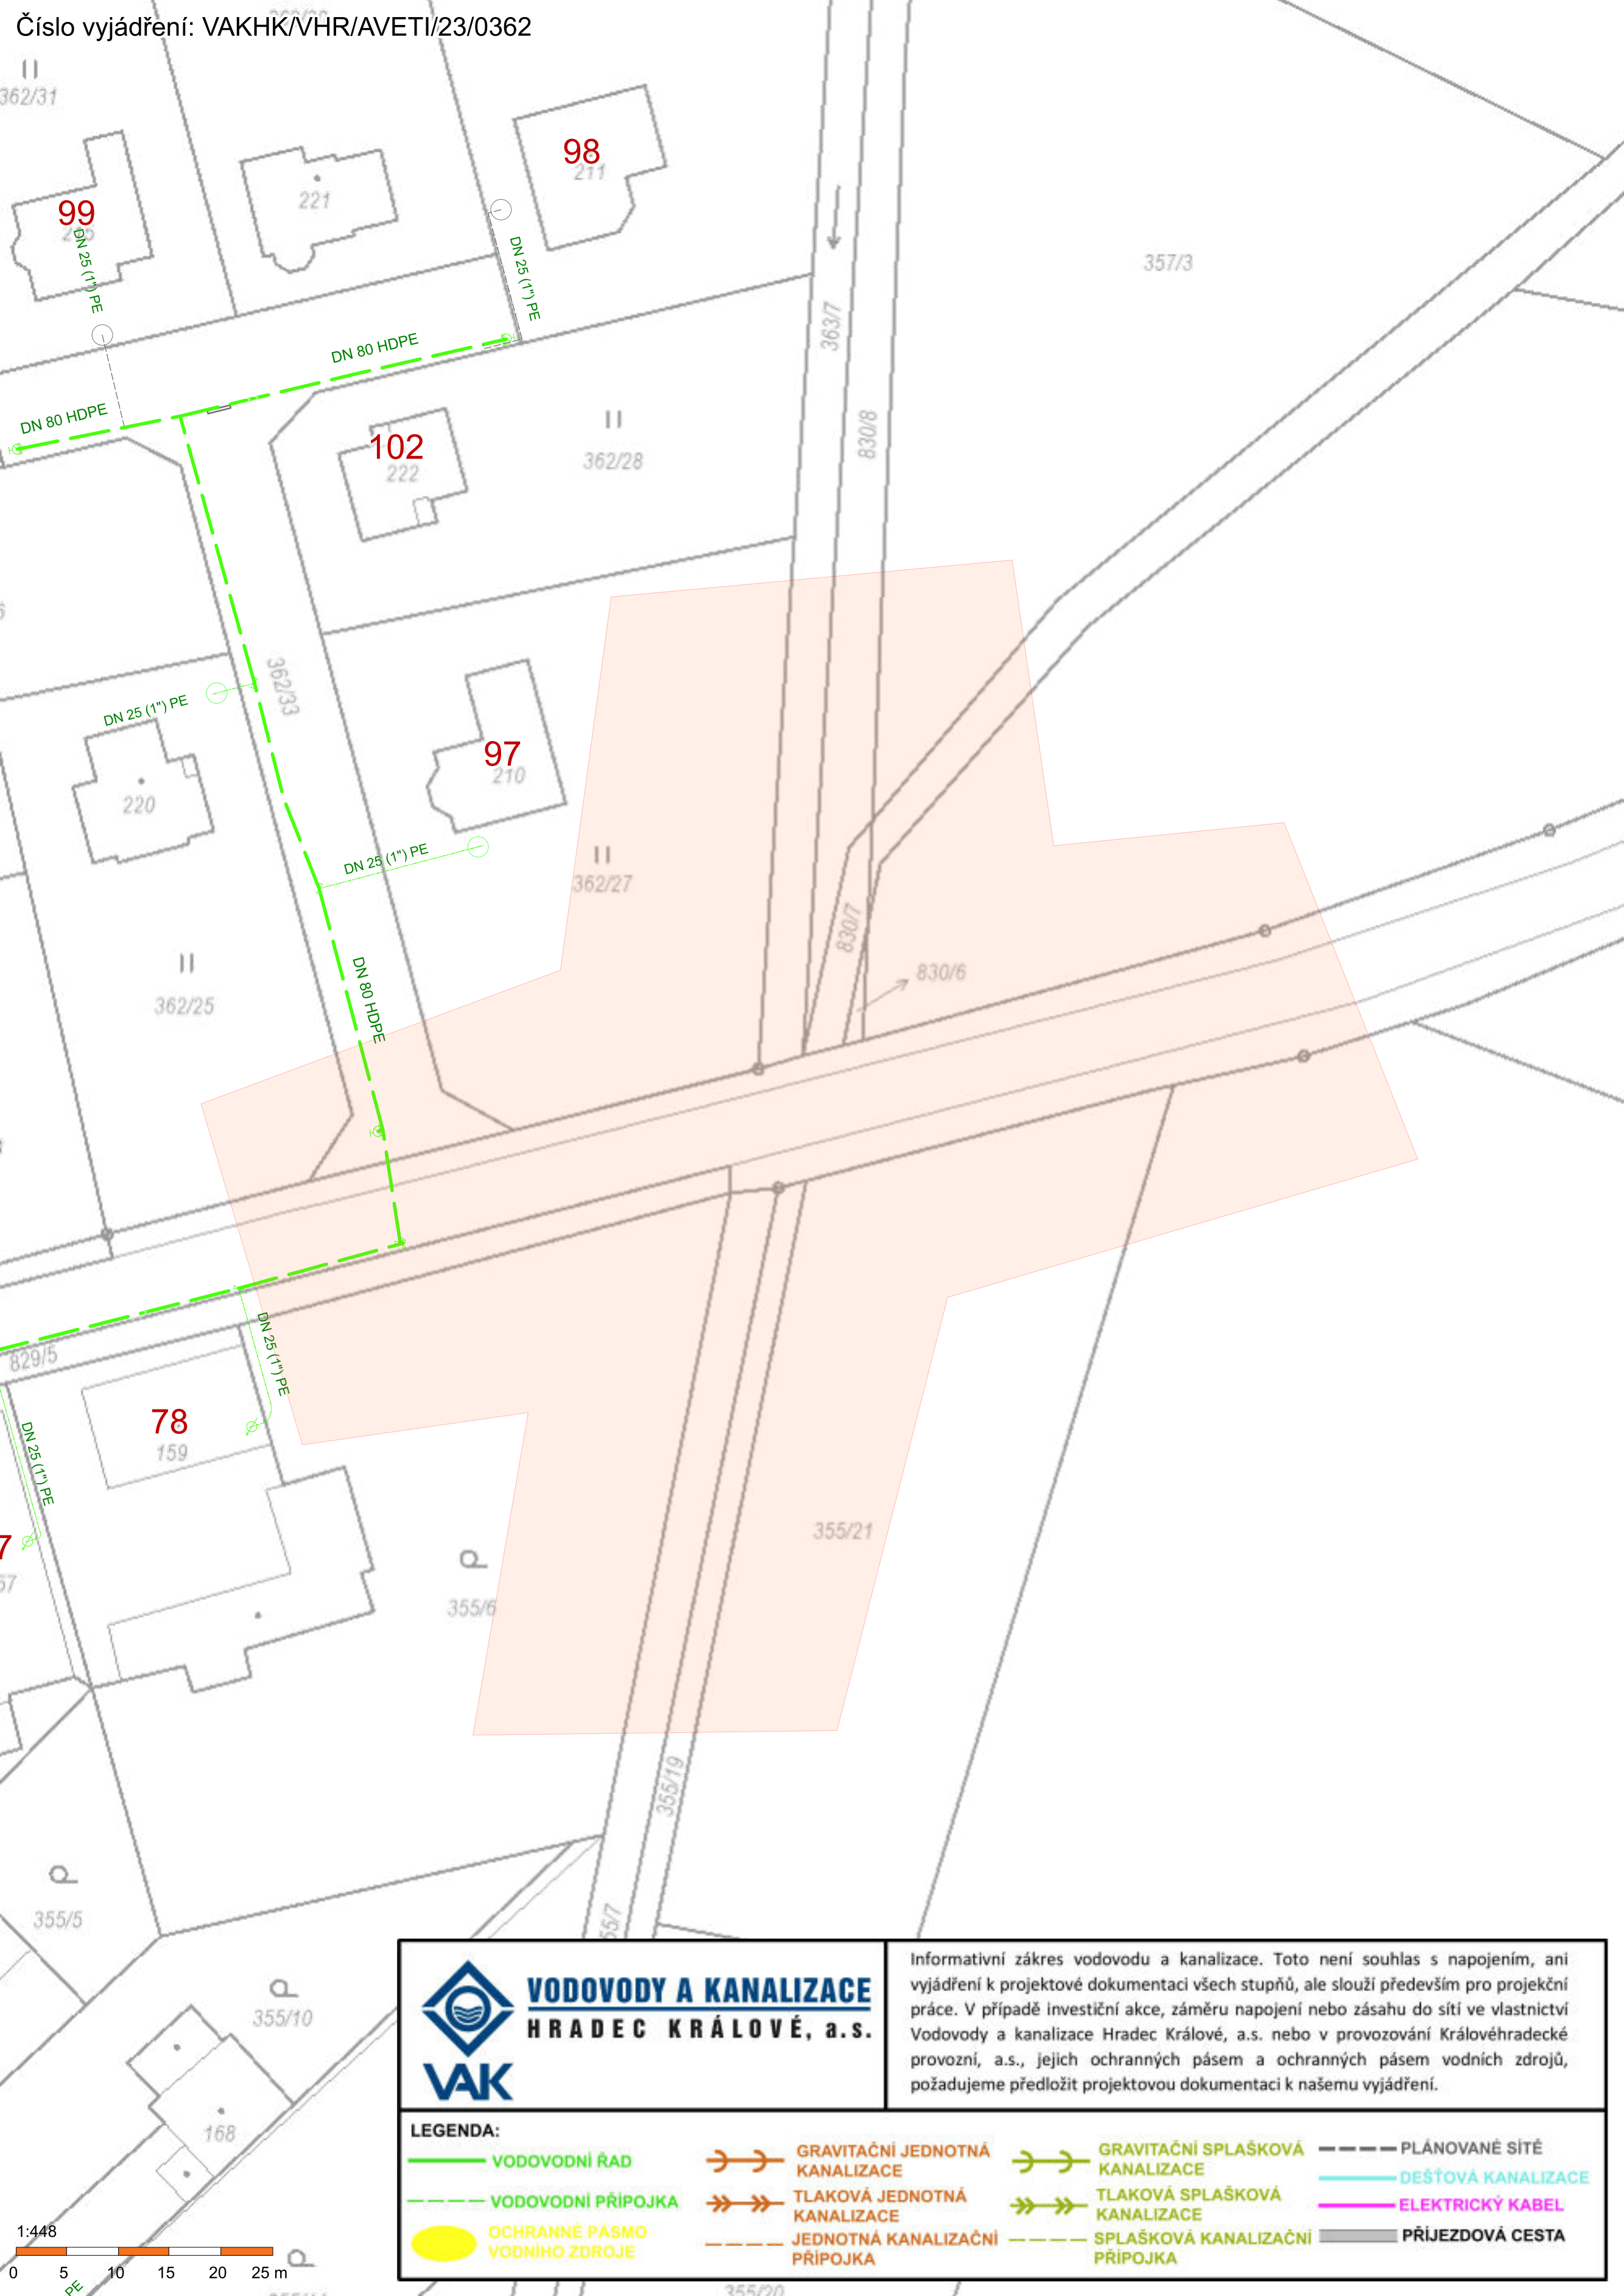 Číslo vyjádření: VAKHK/VHR/AVETI/23/0362
362/31
98
211
221
99
DN 25 (1") PE
DN 25 (1") PE
357/3
363/7
DN 80 HDPE
DN 80 HDPE
830/8
102
222
362/28
362/33
DN 25 (1") PE
97
210
220
DN 25 (1") PE
362/27
830/7
830/6
DN 80 HDPE
362/25
829/5
DN 25 (1") PE
78
159
DN 25 (1") PE
7
57
355/21
355/6
355/19
355/5
55/7
355/10
168
VODOVODY A KANALIZACE
HRADEC KRÁLOVÉ, a.s.
VAK
Informativní zákres vodovodu a kanalizace. Toto není souhlas s napojením, ani
vyjádření k projektové dokumentaci všech stupňů, ale slouží především pro projekční
práce. V případě investiční akce, záměru napojení nebo zásahu do sítí ve vlastnictví
Vodovody a kanalizace Hradec Králové, a.s. nebo v provozování Královéhradecké
provozní, a.s., jejich ochranných pásem a ochranných pásem vodních zdrojů,
požadujeme předložit projektovou dokumentaci k našemu vyjádření.
LEGENDA:
VODOVODNÍ ŘAD
VODOVODNÍ PŘÍPOJKA
OCHRANNÉ PÁSMO
VODNÍHO ZDROJE
GRAVITAČNÍ JEDNOTNÁ
KANALIZACE
TLAKOVÁ JEDNOTNÁ
KANALIZACE
JEDNOTNÁ KANALIZAČNÍ
PŘÍPOJKA
GRAVITAČNÍ SPLAŠKOVÁ
KANALIZACE
TLAKOVÁ SPLAŠKOVÁ
KANALIZACE
SPLAŠKOVÁ KANALIZAČNÍ
PŘÍPOJKA
PLÁNOVANÉ SÍTĚ
DEŠŤOVÁ KANALIZACE
ELEKTRICKÝ KABEL
PŘÍJEZDOVÁ CESTA
1:448
0 5 10 15 20 25 m
PE
355/20